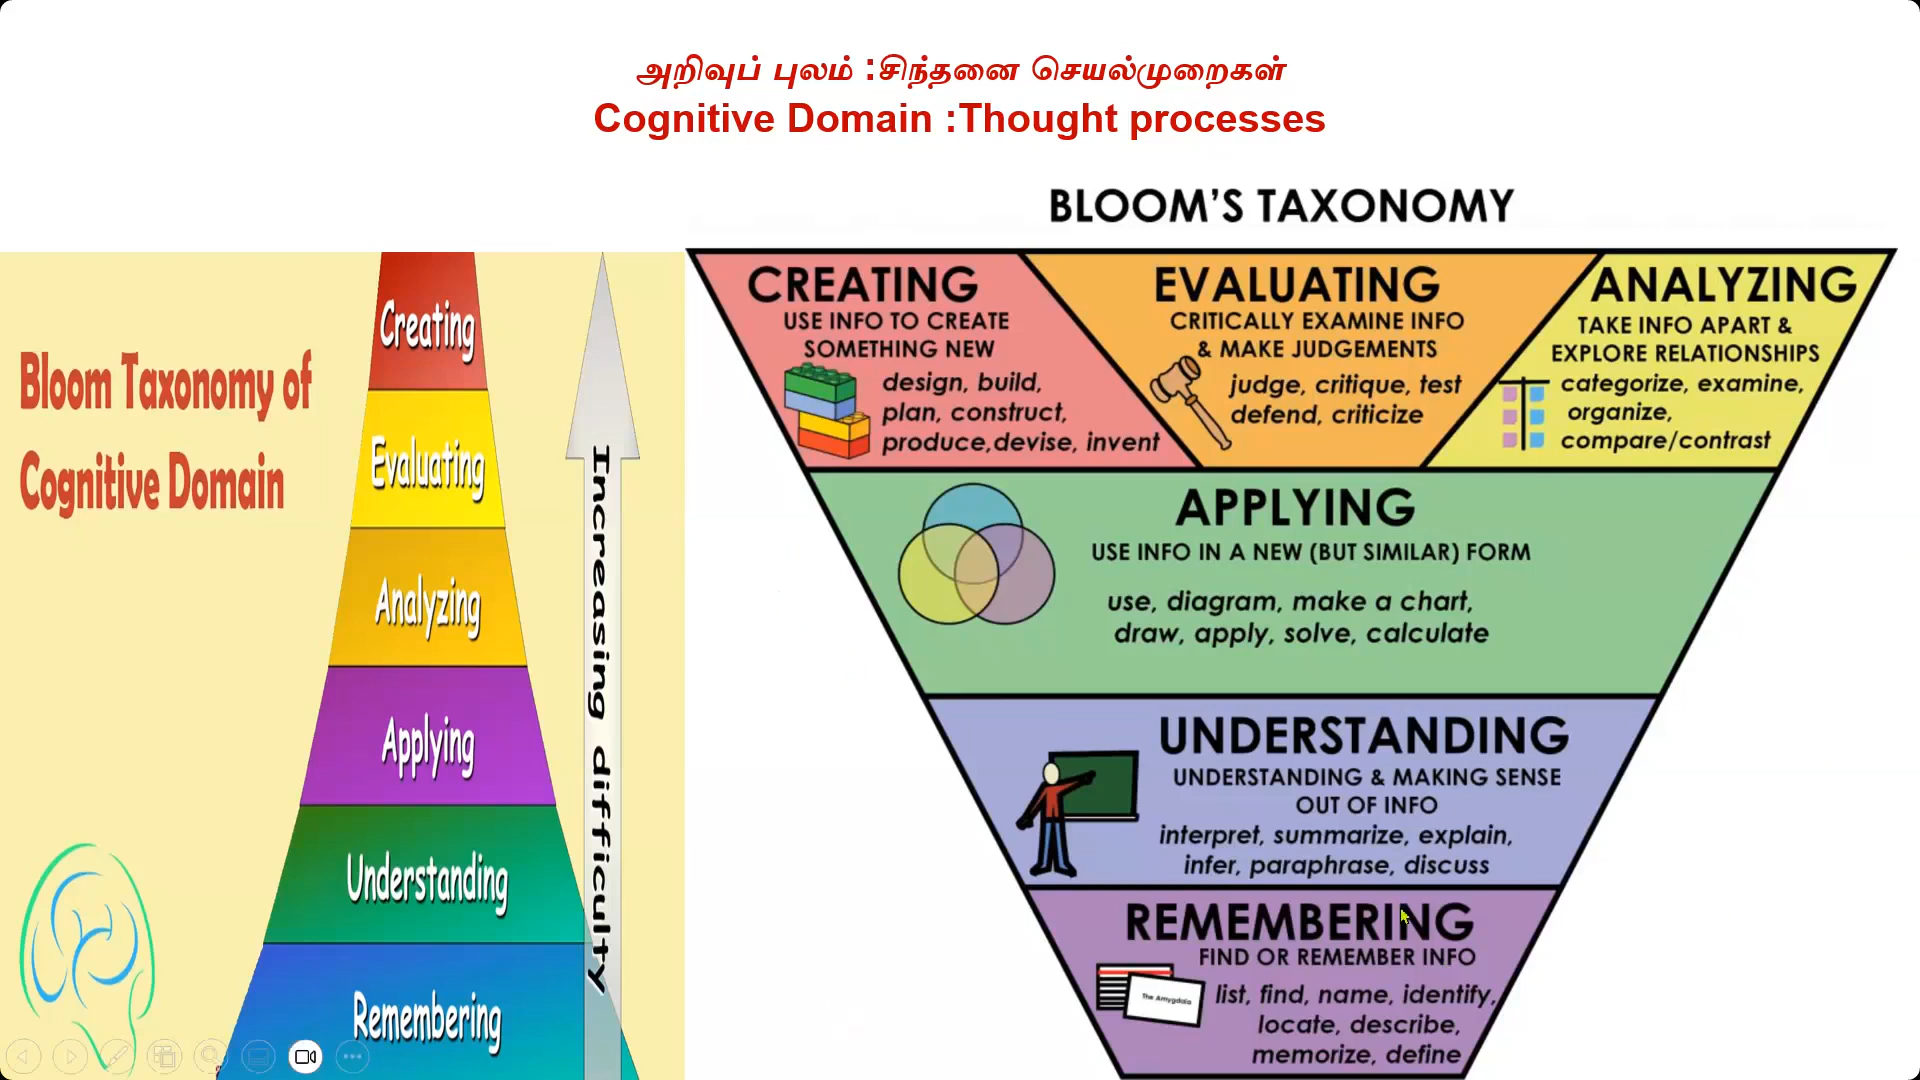 அறிவுப் புலம் :சிந்தனை செயல்முறைகள்
Cognitive Domain :Thought processes
Bloom Taxonomy of
Cognitive Domain
Creating
Evaluating
Analyzing
Applying
Understanding
Remembering
Increasing difficulty
BLOOM'S TAXONOMY
CREATING
USE INFO TO CREATE
SOMETHING NEW
design, build,
plan, construct,
produce,devise, invent
EVALUATING
CRITICALLY EXAMINE INFO
& MAKE JUDGEMENTS
judge, critique, test
defend, criticize
ANALYZING
TAKE INFO APART &
EXPLORE RELATIONSHIPS
categorize, examine,
organize,
compare/contrast
APPLYING
USE INFO IN A NEW (BUT SIMILAR) FORM
use, diagram, make a chart,
draw, apply, solve, calculate
UNDERSTANDING
UNDERSTANDING & MAKING SENSE
OUT OF INFO
interpret, summarize, explain,
infer, paraphrase, discuss
REMEMBERING
FIND OR REMEMBER INFO
The Amygdala
list, find, name, identify,
locate, describe,
memorize, define